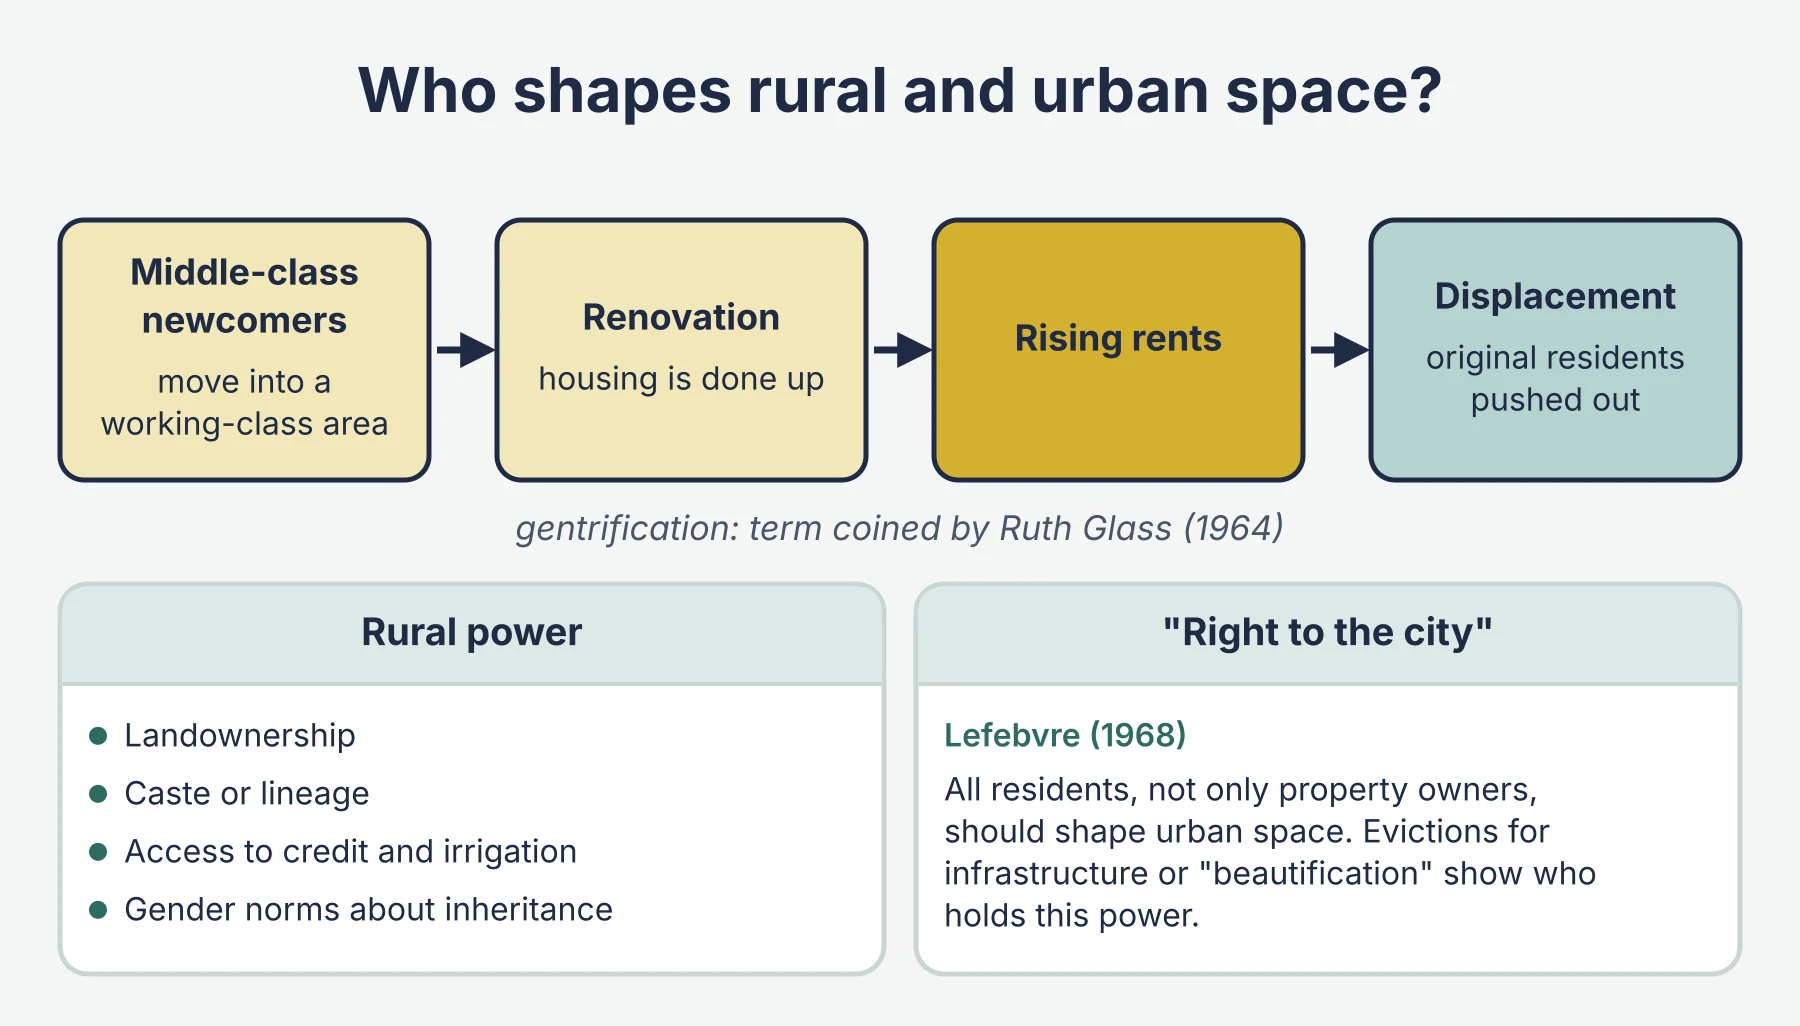 Who shapes rural and urban space?
Middle-class
newcomers
move into a
working-class area
Renovation
housing is done up
Rising rents
Displacement
original residents
pushed out
gentrification: term coined by Ruth Glass (1964)
Rural power
Landownership
Caste or lineage
Access to credit and irrigation
Gender norms about inheritance
"Right to the city"
Lefebvre (1968)
All residents, not only property owners,
should shape urban space. Evictions for
infrastructure or "beautification" show who
holds this power.